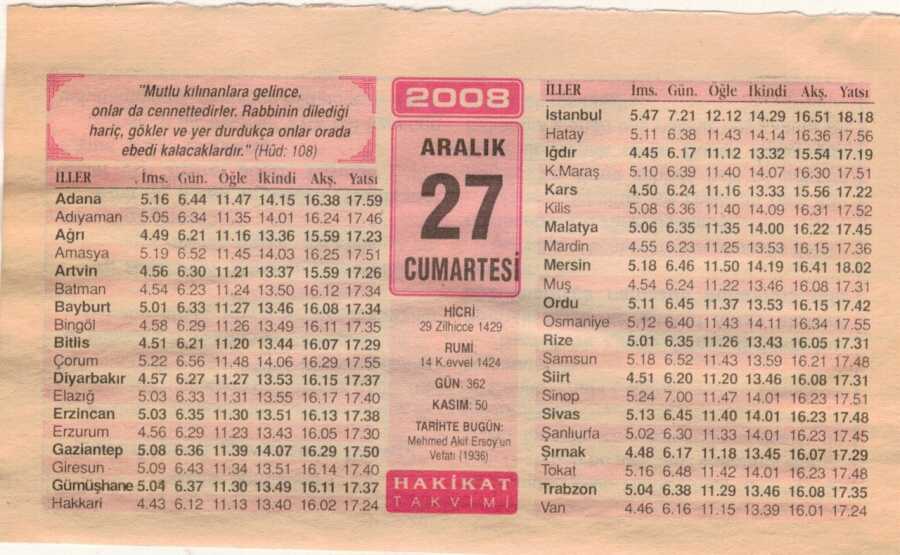 "Mutlu kılınanlara gelince,
onlar da cennettedirler. Rabbinin dilediği
hariç, gökler ve yer durdukça onlar orada
ebedi kalacaklardır." (Hûd: 108)
İLLER İms. Gün. Öğle İkindi Akş. Yatsı
Adana 5.16 6.44 11.47 14.15 16.38 17.59
Adıyaman 5.05 6.34 11.35 14.01 16.24 17.46
Ağrı 4.49 6.21 11.16 13.36 15.59 17.23
Amasya 5.19 6.52 11.45 14.03 16.25 17.51
Artvin 4.56 6.30 11.21 13.37 15.59 17.26
Batman 4.54 6.23 11.24 13.50 16.12 17.34
Bayburt 5.01 6.33 11.27 13.46 16.08 17.34
Bingöl 4.58 6.29 11.26 13.49 16.11 17.35
Bitlis 4.51 6.21 11.20 13.44 16.07 17.29
Çorum 5.22 6.56 11.48 14.06 16.29 17.55
Diyarbakır 4.57 6.27 11.27 13.53 16.15 17.37
Elazığ 5.03 6.33 11.31 13.55 16.17 17.40
Erzincan 5.03 6.35 11.30 13.51 16.13 17.38
Erzurum 4.56 6.29 11.23 13.43 16.05 17.30
Gaziantep 5.08 6.36 11.39 14.07 16.29 17.50
Giresun 5.09 6.43 11.34 13.51 16.14 17.40
Gümüşhane 5.04 6.37 11.30 13.49 16.11 17.37
Hakkari 4.43 6.12 11.13 13.40 16.02 17.24
2008
ARALIK
27
CUMARTESİ
HİCRİ
29 Zilhicce 1429
RUMİ
14 K.evvel 1424
GÜN: 362
KASIM: 50
TARİHTE BUGÜN:
Mehmed Akif Ersoy'un
Vefatı (1936)
HAKİKAT
TAKVİMİ
İLLER İms. Gün. Öğle İkindi Akş. Yatsı
İstanbul 5.47 7.21 12.12 14.29 16.51 18.18
Hatay 5.11 6.38 11.43 14.14 16.36 17.56
Iğdır 4.45 6.17 11.12 13.32 15.54 17.19
K.Maraş 5.10 6.39 11.40 14.07 16.30 17.51
Kars 4.50 6.24 11.16 13.33 15.56 17.22
Kilis 5.08 6.36 11.40 14.09 16.31 17.52
Malatya 5.06 6.35 11.35 14.00 16.22 17.45
Mardin 4.55 6.23 11.25 13.53 16.15 17.36
Mersin 5.18 6.46 11.50 14.19 16.41 18.02
Muş 4.54 6.24 11.22 13.46 16.08 17.31
Ordu 5.11 6.45 11.37 13.53 16.15 17.42
Osmaniye 5.12 6.40 11.43 14.11 16.34 17.55
Rize 5.01 6.35 11.26 13.43 16.05 17.31
Samsun 5.18 6.52 11.43 13.59 16.21 17.48
Siirt 4.51 6.20 11.20 13.46 16.08 17.31
Sinop 5.24 7.00 11.47 14.01 16.23 17.51
Sivas 5.13 6.45 11.40 14.01 16.23 17.48
Şanlıurfa 5.02 6.30 11.33 14.01 16.23 17.45
Şırnak 4.48 6.17 11.18 13.45 16.07 17.29
Tokat 5.16 6.48 11.42 14.01 16.23 17.48
Trabzon 5.04 6.38 11.29 13.46 16.08 17.35
Van 4.46 6.16 11.15 13.39 16.01 17.24